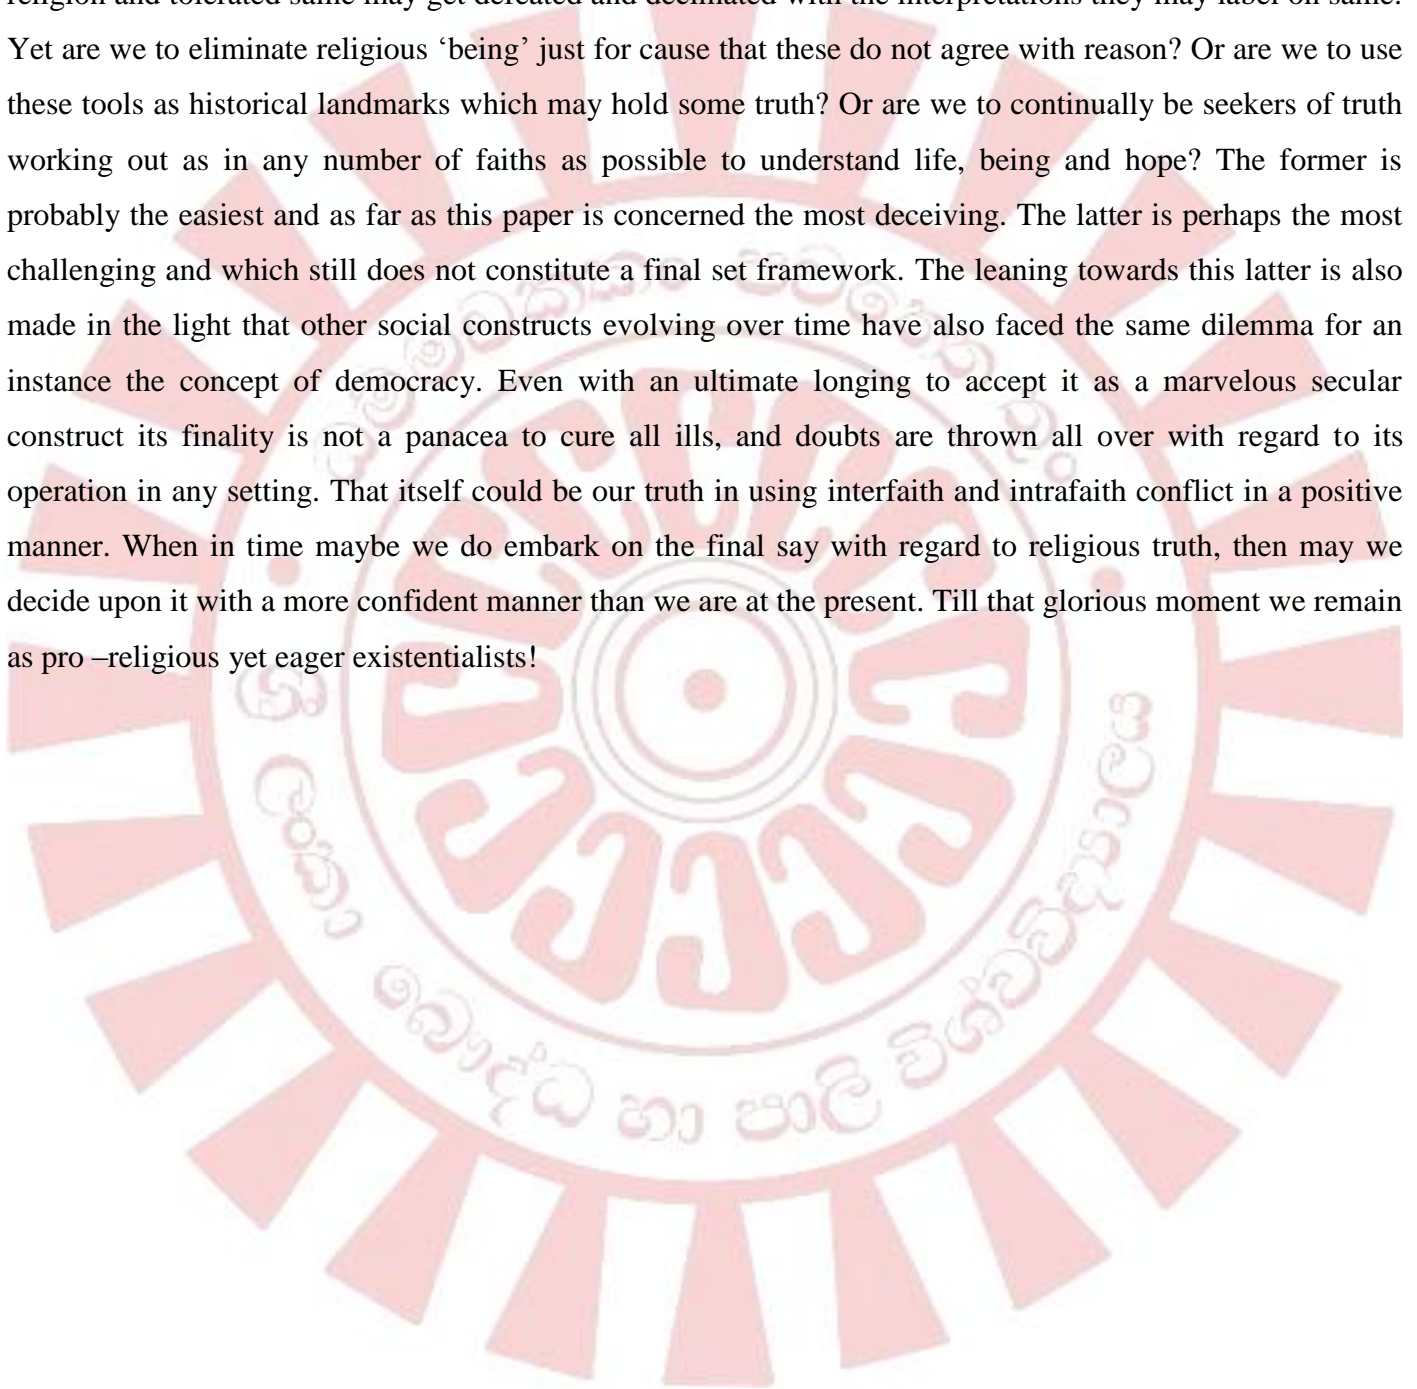 religion and tolerated same may get defeated and decimated with the interpretations they may label on same.
Yet are we to eliminate religious ‘being’ just for cause that these do not agree with reason? Or are we to use
these tools as historical landmarks which may hold some truth? Or are we to continually be seekers of truth
working out as in any number of faiths as possible to understand life, being and hope? The former is
probably the easiest and as far as this paper is concerned the most deceiving. The latter is perhaps the most
challenging and which still does not constitute a final set framework. The leaning towards this latter is also
made in the light that other social constructs evolving over time have also faced the same dilemma for an
instance the concept of democracy. Even with an ultimate longing to accept it as a marvelous secular
construct its finality is not a panacea to cure all ills, and doubts are thrown all over with regard to its
operation in any setting. That itself could be our truth in using interfaith and intrafaith conflict in a positive
manner. When in time maybe we do embark on the final say with regard to religious truth, then may we
decide upon it with a more confident manner than we are at the present. Till that glorious moment we remain
as pro –religious yet eager existentialists!
ශ්‍රී ලංකා බෞද්ධ හා පාලි විශ්වවිද්‍යාලය